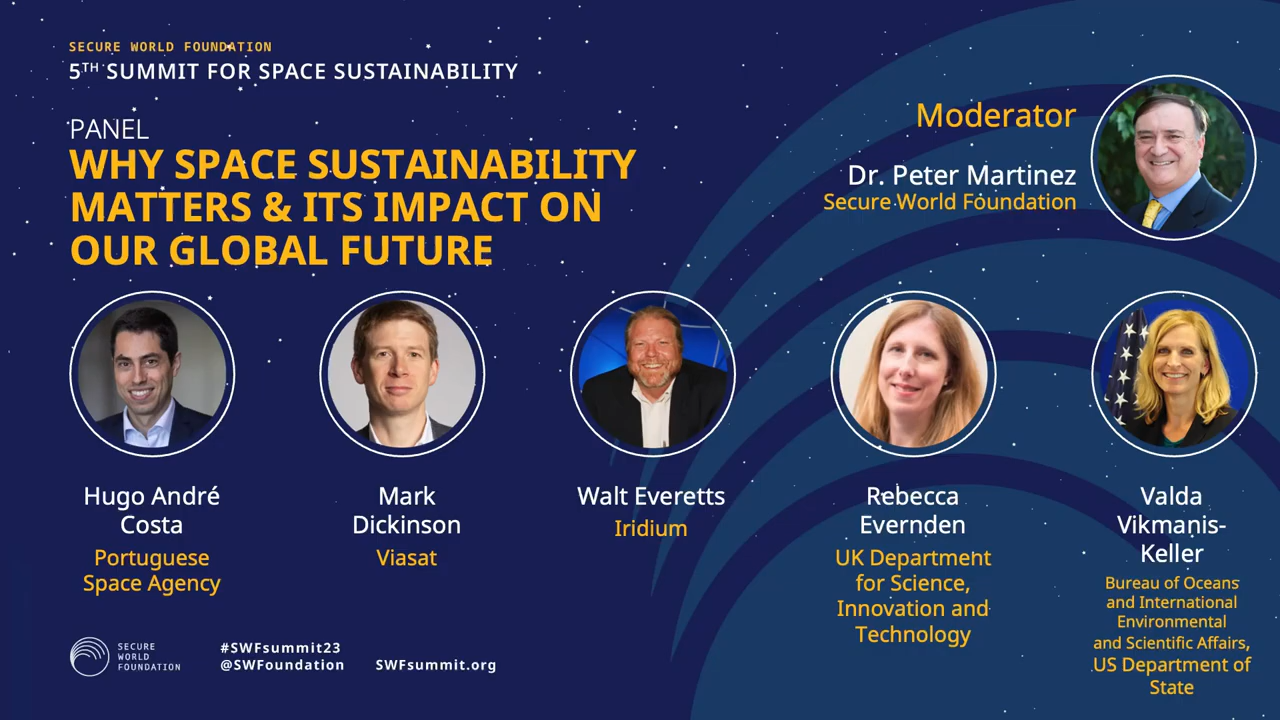 SECURE WORLD FOUNDATION
5TH SUMMIT FOR SPACE SUSTAINABILITY
PANEL
WHY SPACE SUSTAINABILITY
MATTERS & ITS IMPACT ON
OUR GLOBAL FUTURE
Moderator
Dr. Peter Martinez
Secure World Foundation
Hugo André
Costa
Portuguese
Space Agency
Mark
Dickinson
Viasat
Walt Everetts
Iridium
Rebecca
Evernden
UK Department
for Science,
Innovation and
Technology
Valda
Vikmanis-
Keller
Bureau of Oceans
and International
Environmental
and Scientific Affairs,
US Department of
State
SECURE
WORLD
FOUNDATION
#SWFsummit23
@SWFoundation
SWFsummit.org